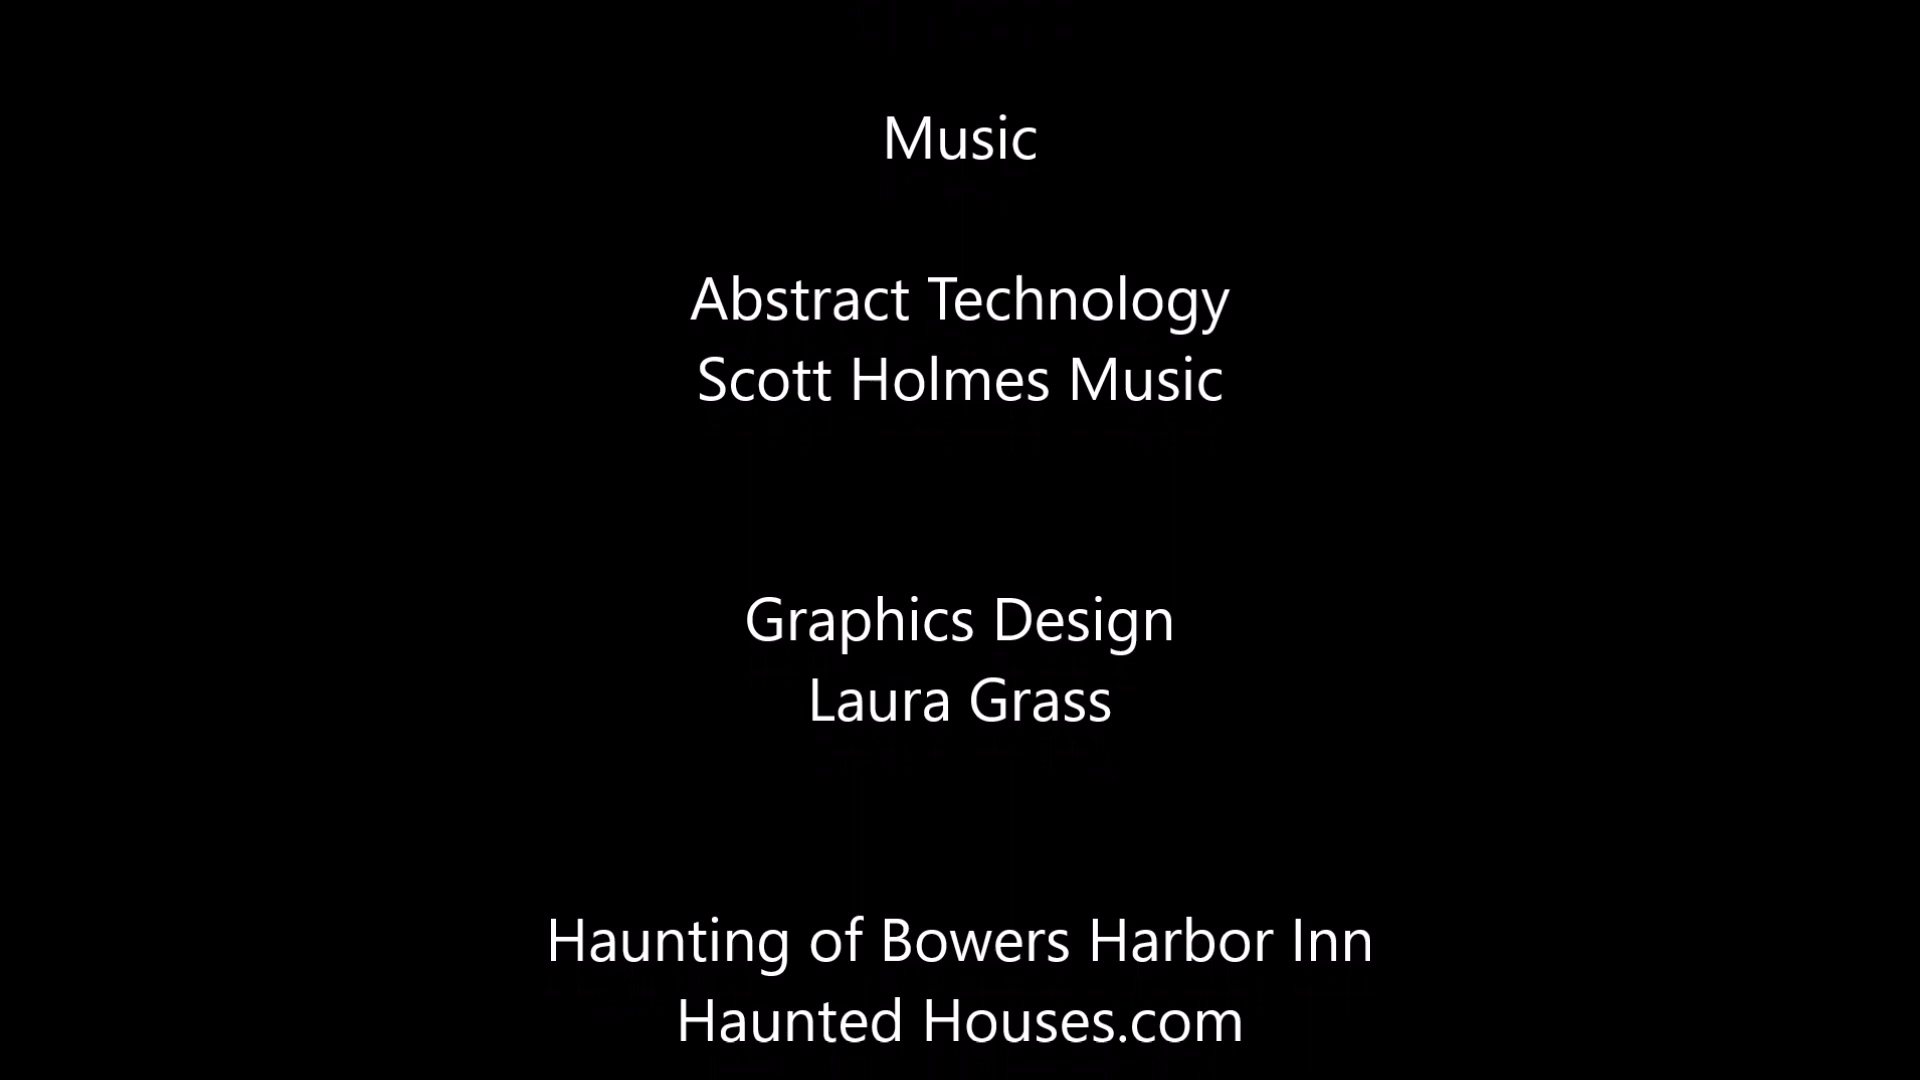 Music
Abstract Technology
Scott Holmes Music
Graphics Design
Laura Grass
Haunting of Bowers Harbor Inn
Haunted Houses.com